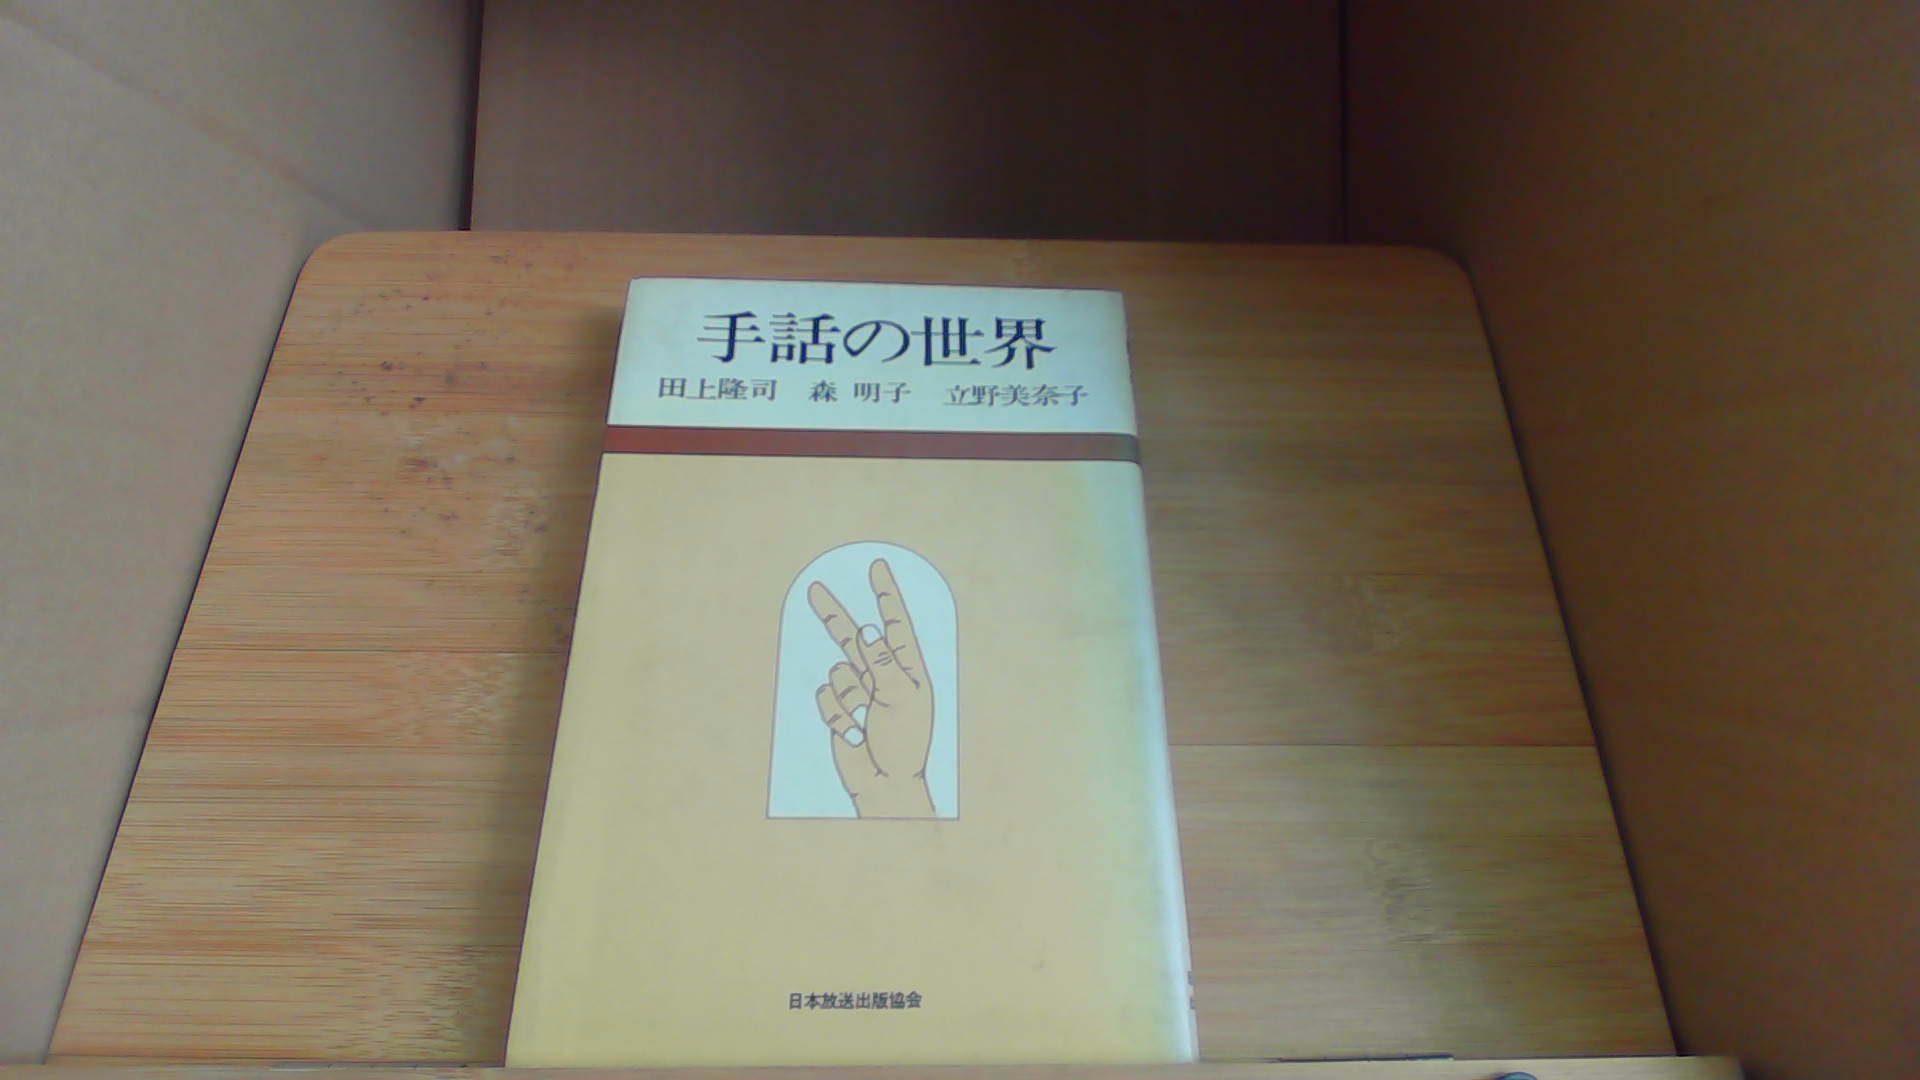 手話の世界
田上隆司 森 明子 立野美奈子
日本放送出版協会